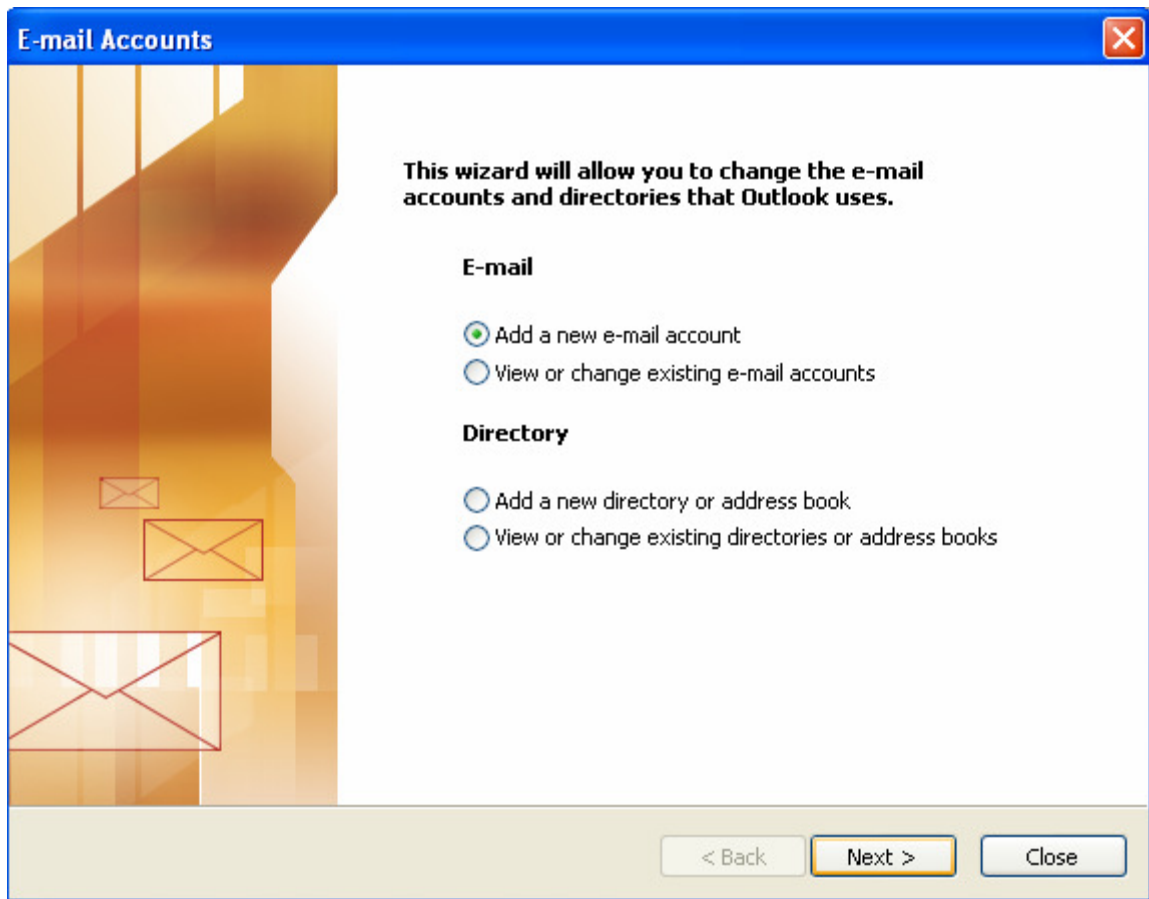 E-mail Accounts
This wizard will allow you to change the e-mail
accounts and directories that Outlook uses.
E-mail
Add a new e-mail account
View or change existing e-mail accounts
Directory
Add a new directory or address book
View or change existing directories or address books
< Back
Next >
Close